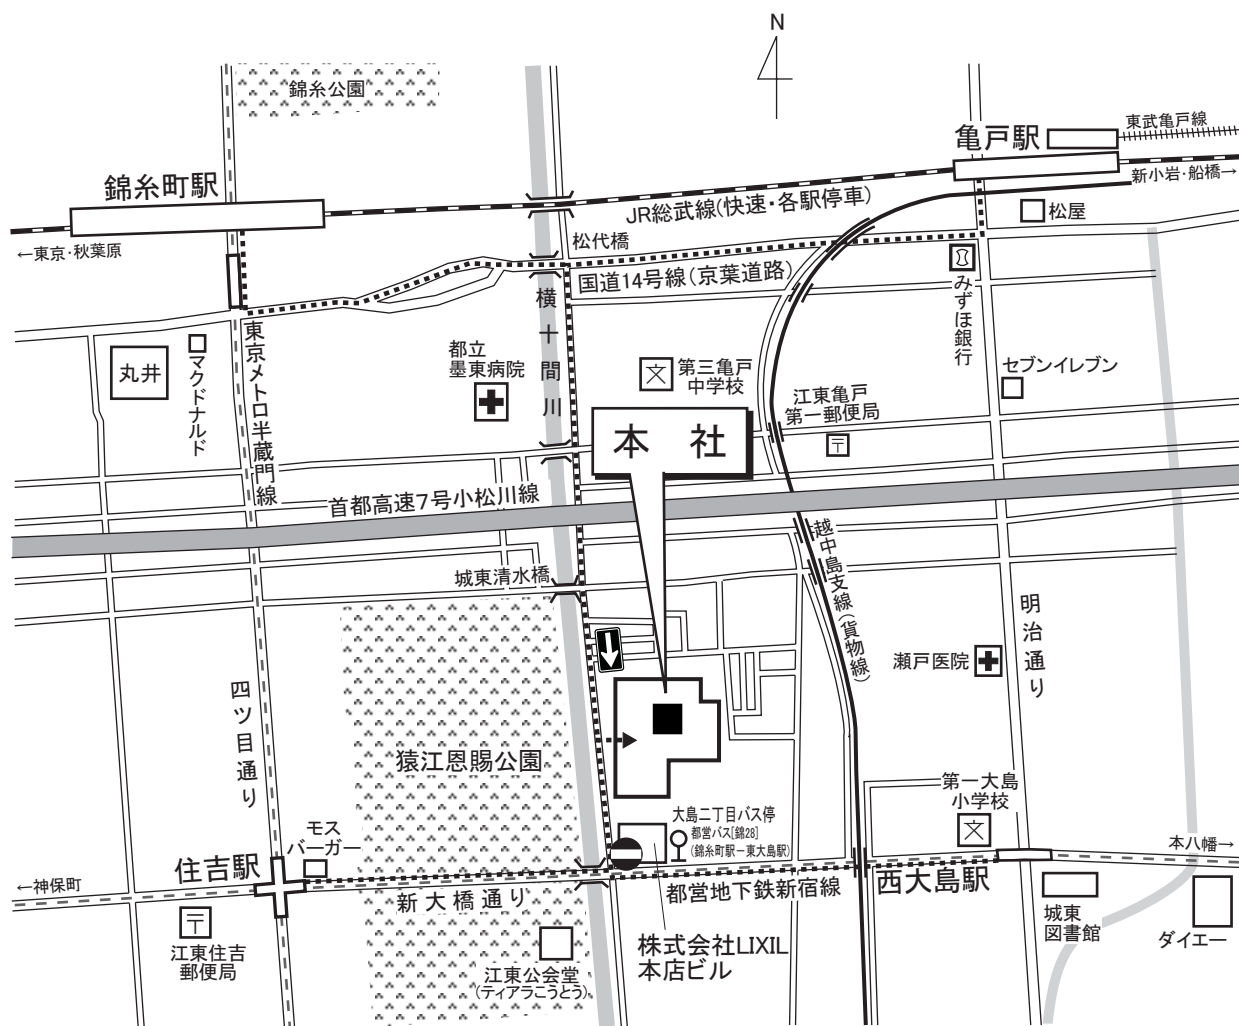 N
錦糸公園
東武亀戸線
亀戸駅
錦糸町駅
新小岩・船橋→
JR総武線(快速・各駅停車)
松屋
←東京・秋葉原
松代橋
国道14号線(京葉道路)
みずほ銀行
横十間川
東京メトロ半蔵門線
マクドナルド
丸井
都立
墨東病院
文
第三亀戸
中学校
セブンイレブン
江東亀戸
第一郵便局
〒
本 社
首都高速7号小松川線
越中島支線(貨物線)
城東清水橋
明治通り
瀬戸医院
四ツ目通り
猿江恩賜公園
第一大島
小学校
文
大島二丁目バス停
都営バス[錦28]
(錦糸町駅－東大島駅)
モス
バーガー
本八幡→
住吉駅
←神保町
新大橋通り
都営地下鉄新宿線
西大島駅
〒
江東住吉
郵便局
城東
図書館
ダイエー
株式会社LIXIL
本店ビル
江東公会堂
(ティアラこうとう)